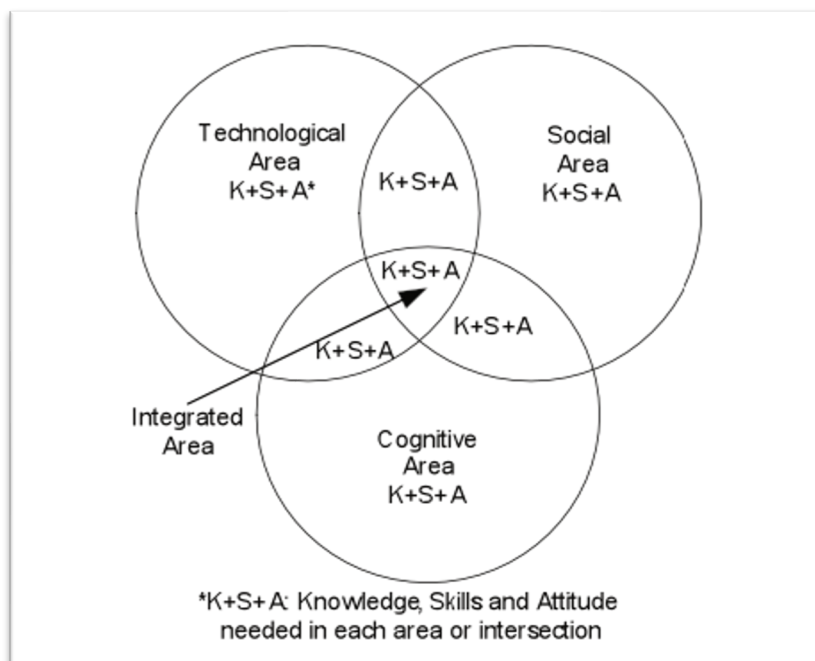 Technological
Area
K+S+A*
Social
Area
K+S+A
K+S+A
K+S+A
K+S+A
K+S+A
Integrated
Area
Cognitive
Area
K+S+A
*K+S+A: Knowledge, Skills and Attitude
needed in each area or intersection